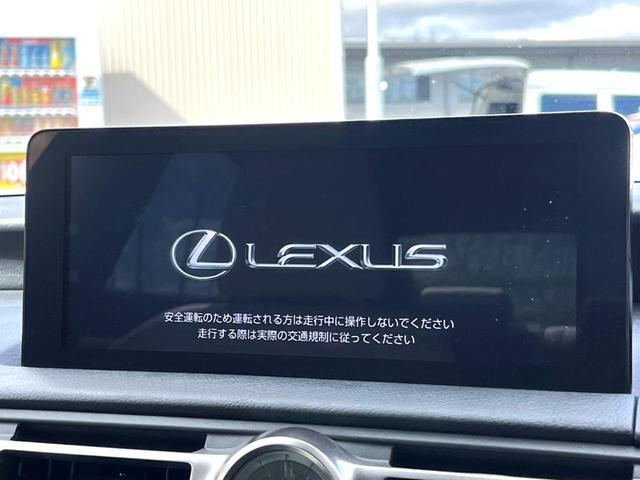 LEXUS
安全運転のため運転される方は走行中に操作しないでください
走行する際は実際の交通規制に従ってください